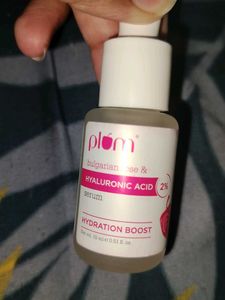 plum
bulgarian rose &
HYALURONIC ACID
2%
serum
HYDRATION BOOST